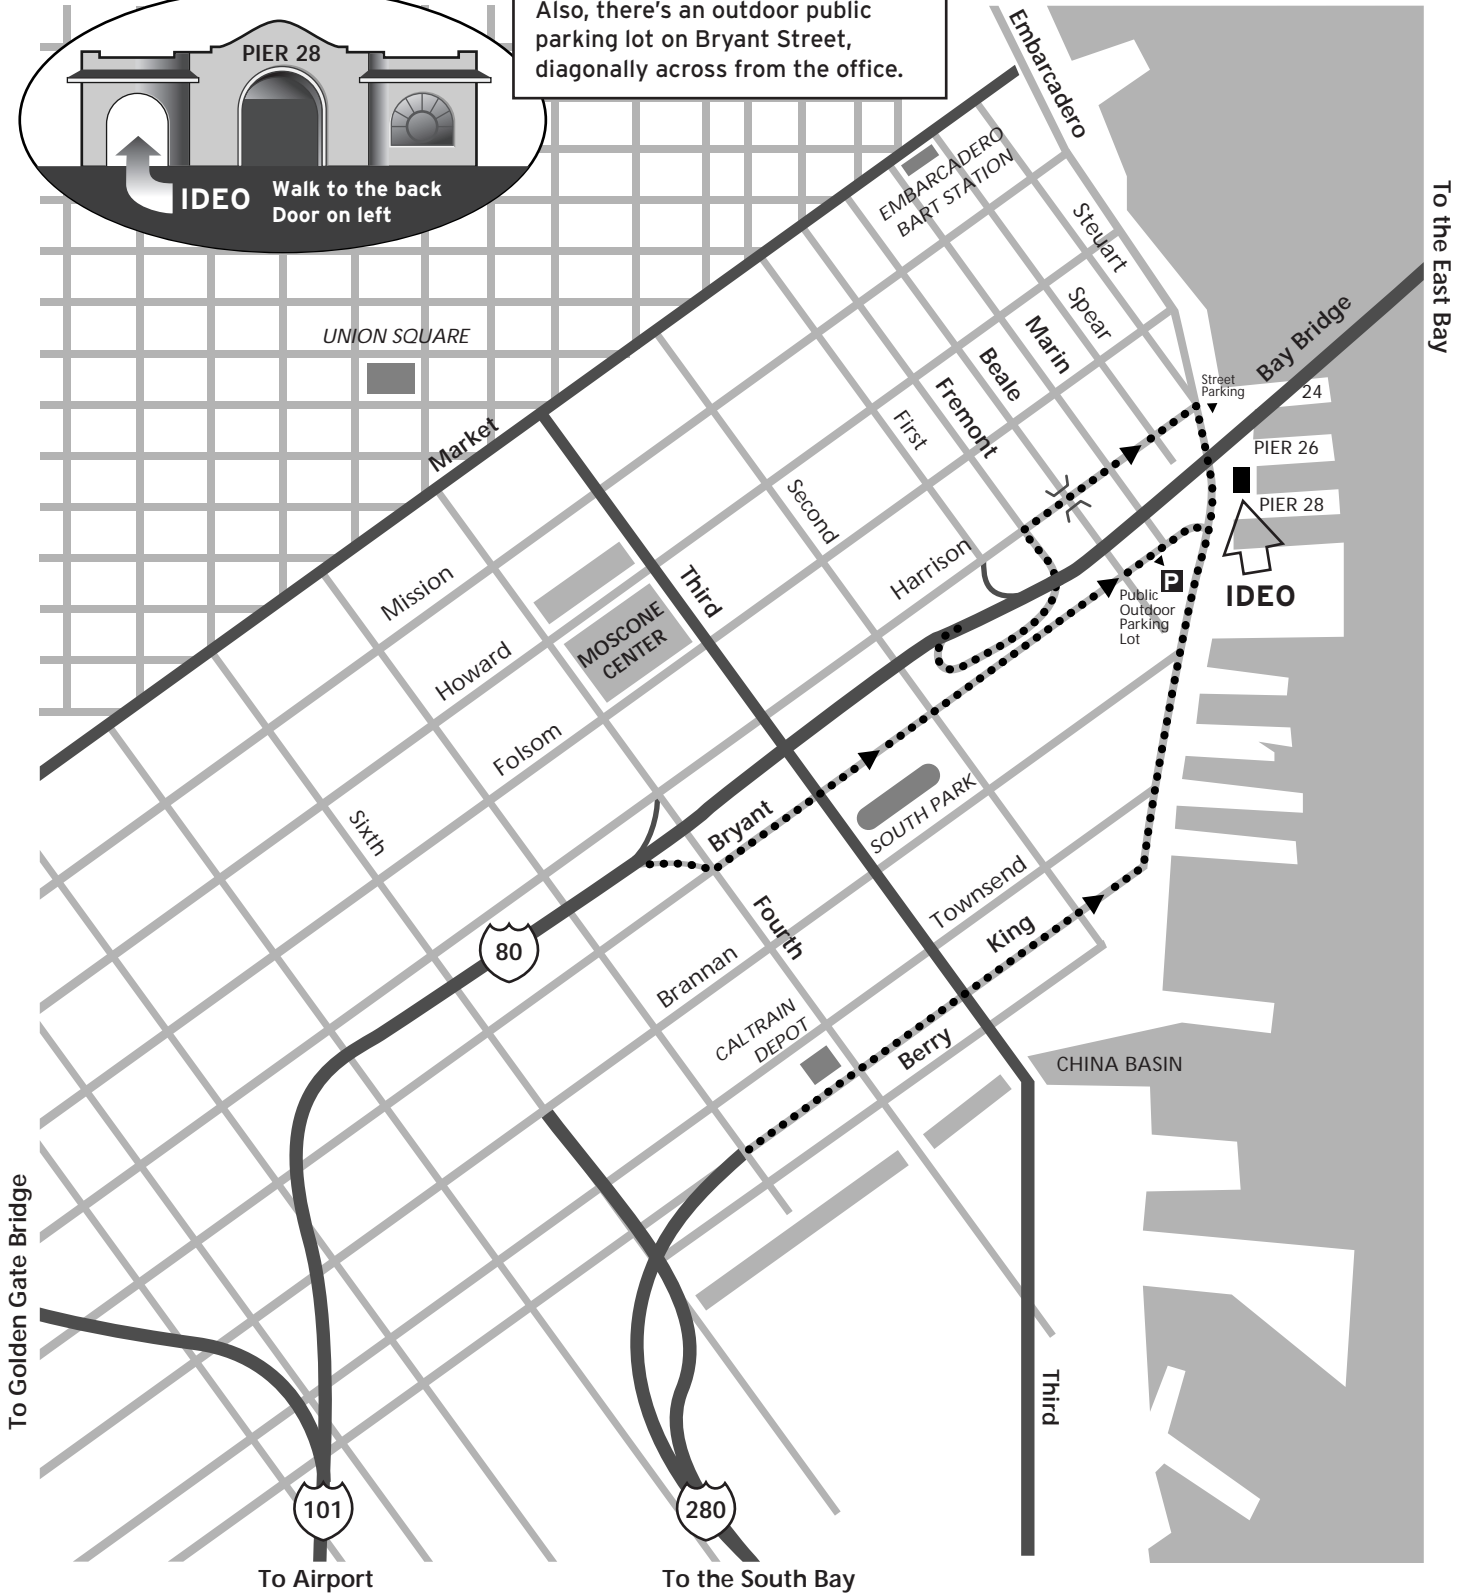 Also, there's an outdoor public
parking lot on Bryant Street,
diagonally across from the office.
PIER 28
IDEO
Walk to the back
Door on left
Embarcadero
EMBARCADERO
BART STATION
Steuart
To the East Bay
Spear
Marin
Beale
Fremont
First
Bay Bridge
Street
Parking
24
PIER 26
PIER 28
IDEO
UNION SQUARE
Market
Second
Harrison
P
Public
Outdoor
Parking
Lot
Mission
Third
Howard
MOSCONE
CENTER
Folsom
Sixth
Bryant
SOUTH PARK
Fourth
Townsend
King
80
Brannan
CALTRAIN
DEPOT
Berry
CHINA BASIN
To Golden Gate Bridge
Third
101
280
To Airport
To the South Bay